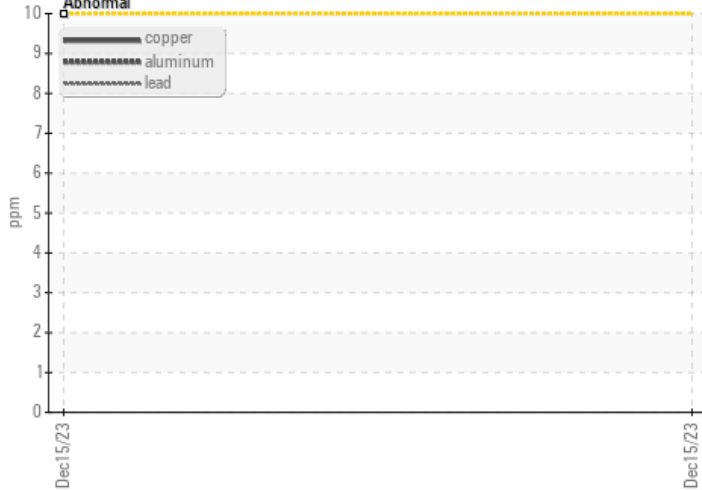 Abnormal
10
9
8
7
6
5
4
3
2
1
0
ppm
copper
aluminum
lead
Dec15/23
Dec15/23